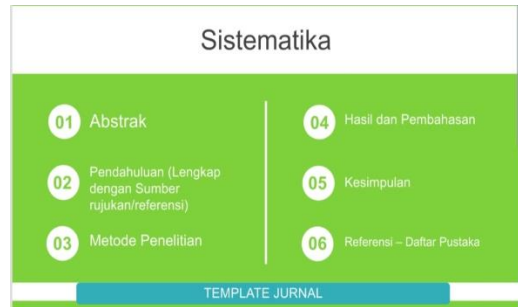 Sistematika
01 Abstrak
02 Pendahuluan (Lengkap
dengan Sumber
rujukan/referensi)
03 Metode Penelitian
04 Hasil dan Pembahasan
05 Kesimpulan
06 Referensi – Daftar Pustaka
TEMPLATE JURNAL